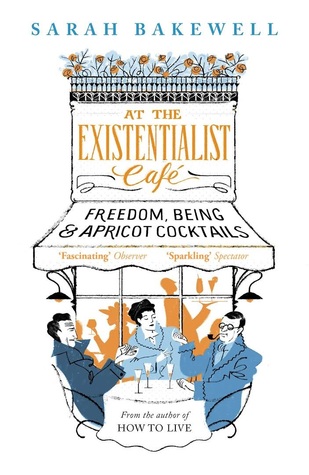 SARAH BAKEWELL
AT THE
EXISTENTIALIST
Café
FREEDOM, BEING
& APRICOT COCKTAILS
‘Fascinating’ Observer ‘Sparkling’ Spectator
From the author of
HOW TO LIVE